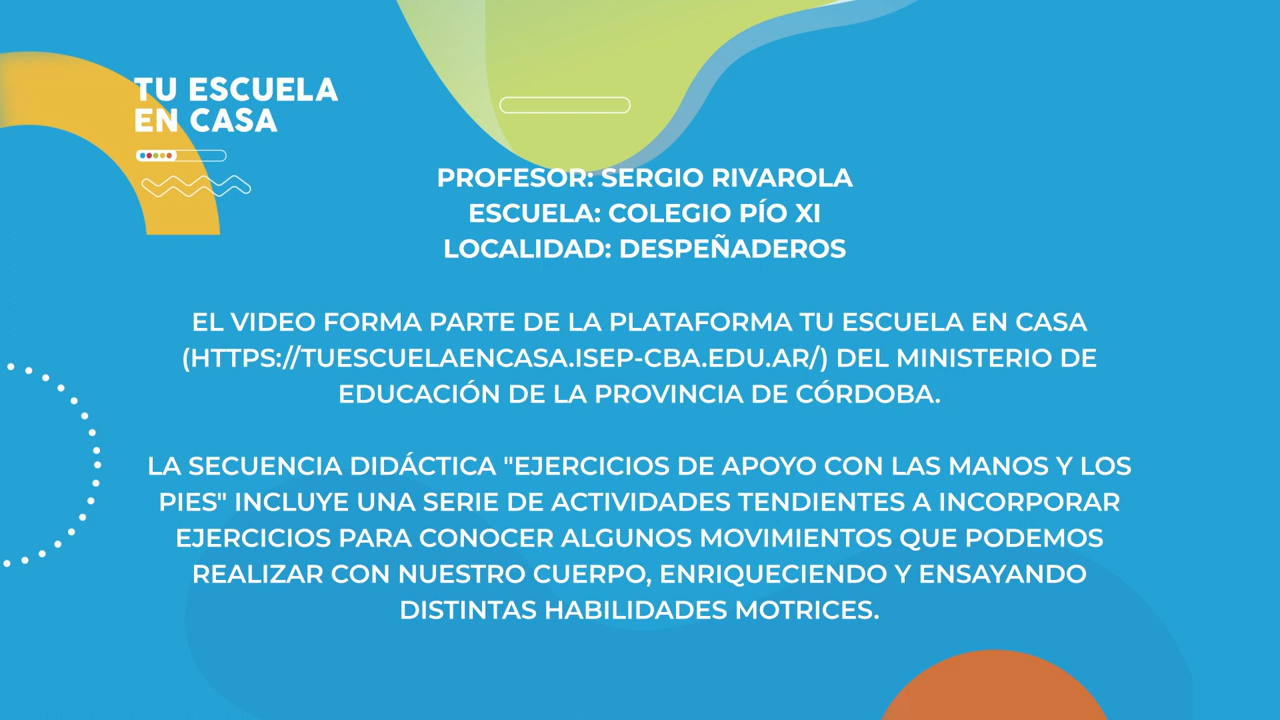 TU ESCUELA
EN CASA
PROFESOR: SERGIO RIVAROLA
ESCUELA: COLEGIO PÍO XI
LOCALIDAD: DESPEÑADEROS
EL VIDEO FORMA PARTE DE LA PLATAFORMA TU ESCUELA EN CASA
(HTTPS://TUESCUELAENCASA.ISEP-CBA.EDU.AR/) DEL MINISTERIO DE
EDUCACIÓN DE LA PROVINCIA DE CÓRDOBA.
LA SECUENCIA DIDÁCTICA "EJERCICIOS DE APOYO CON LAS MANOS Y LOS
PIES" INCLUYE UNA SERIE DE ACTIVIDADES TENDIENTES A INCORPORAR
EJERCICIOS PARA CONOCER ALGUNOS MOVIMIENTOS QUE PODEMOS
REALIZAR CON NUESTRO CUERPO, ENRIQUECIENDO Y ENSAYANDO
DISTINTAS HABILIDADES MOTRICES.